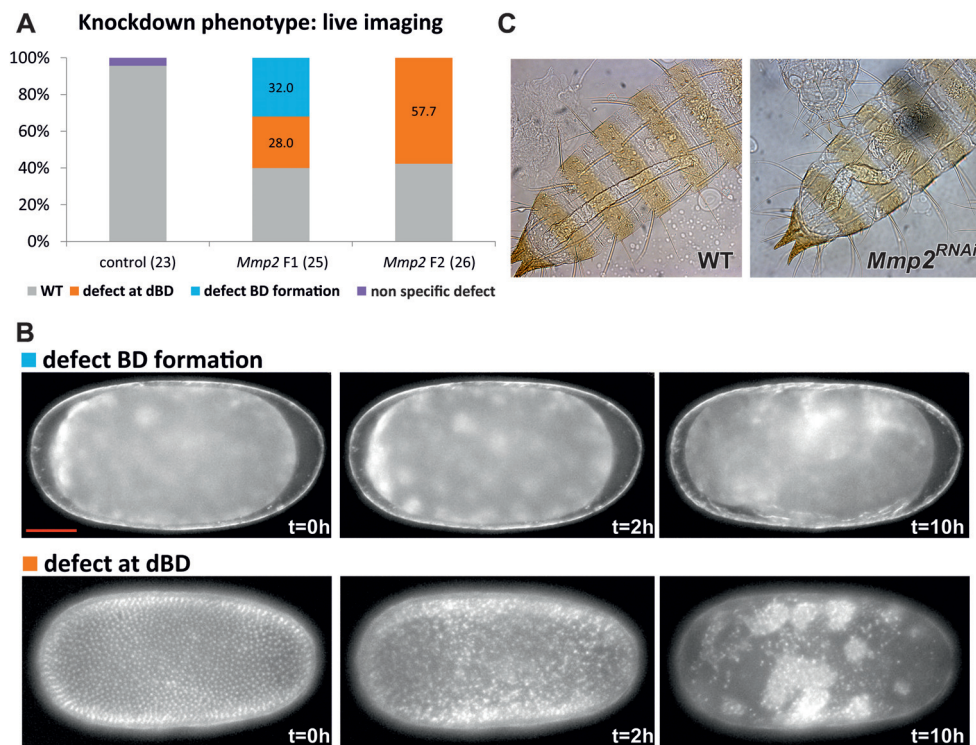 A
Knockdown phenotype: live imaging
100%
80%
60%
40%
20%
0%
32.0
28.0
57.7
control (23)
Mmp2 F1 (25)
Mmp2 F2 (26)
WT
defect at dBD
defect BD formation
non specific defect
C
WT
Mmp2RNAi
B
defect BD formation
t=0h
t=2h
t=10h
defect at dBD
t=0h
t=2h
t=10h